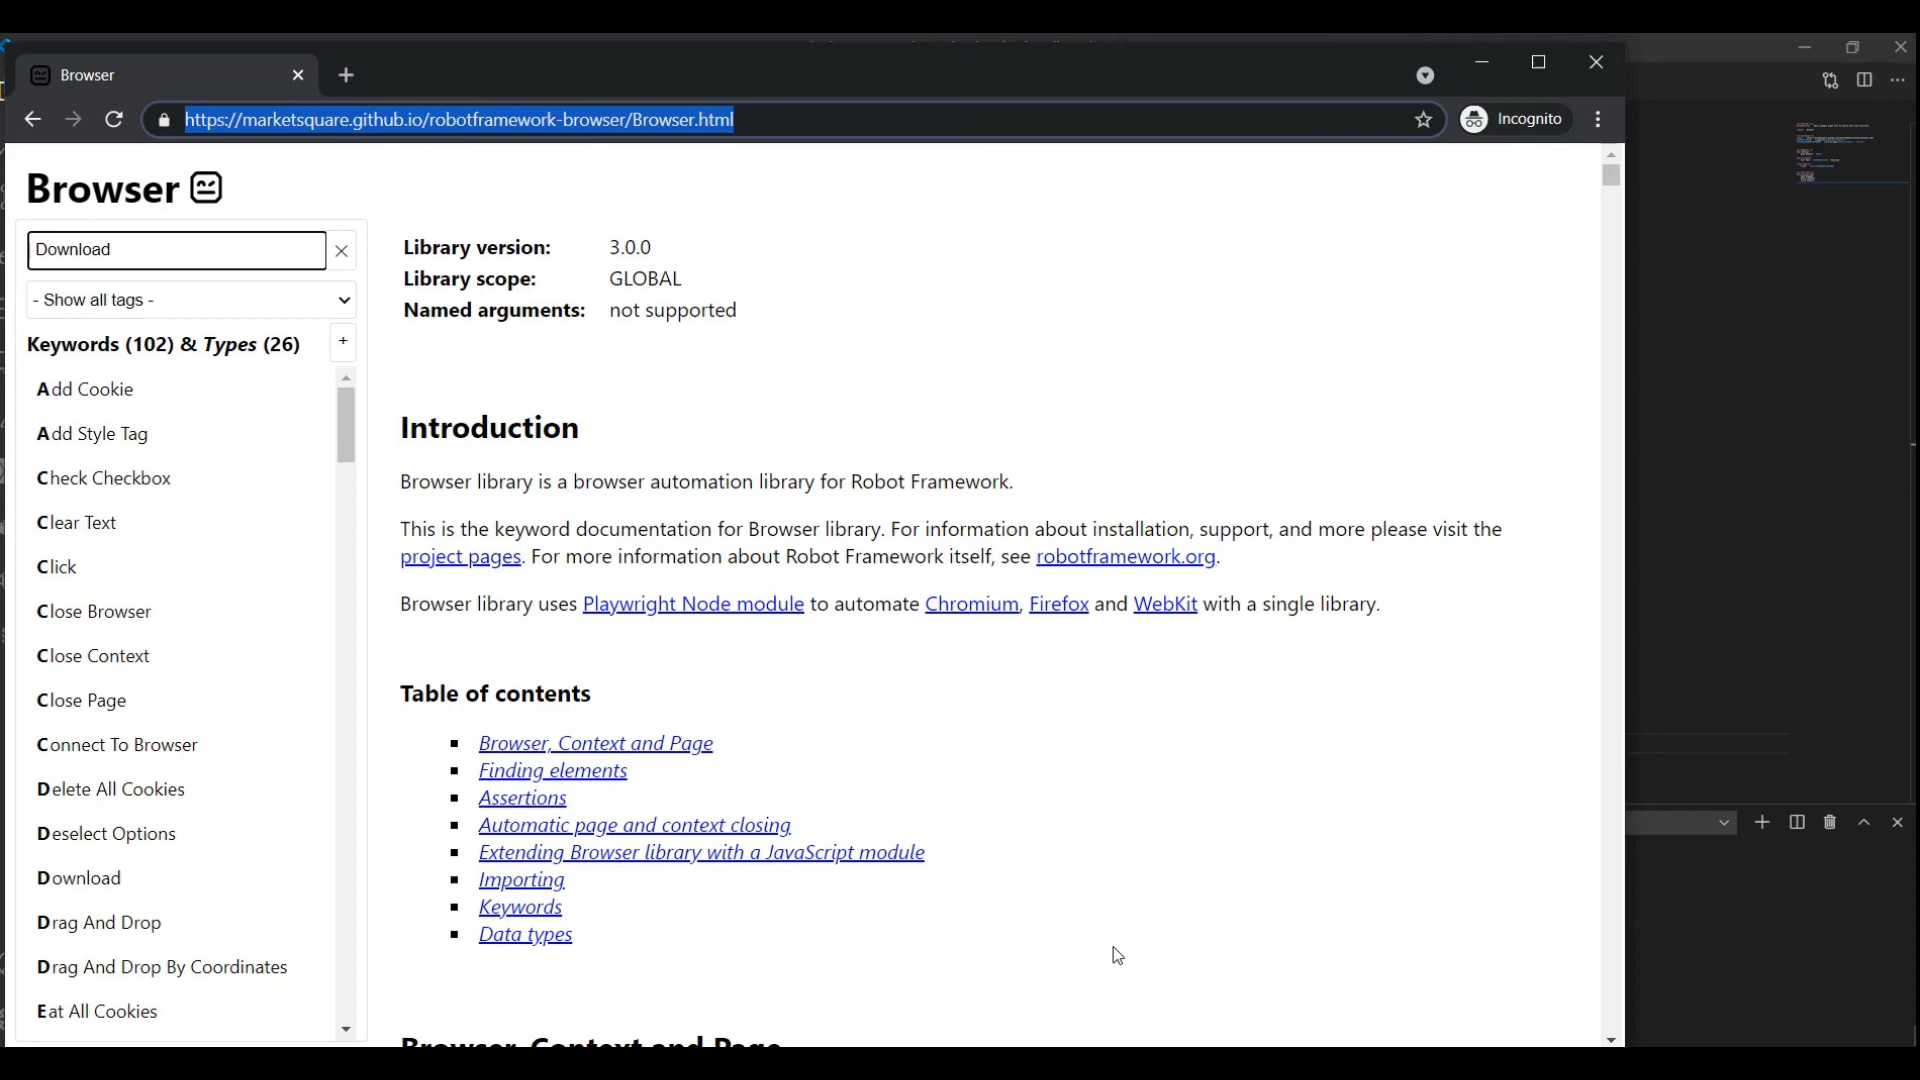 Browser
https://marketsquare.github.io/robotframework-browser/Browser.html
Incognito
Browser
Download
- Show all tags -
Keywords (102) & Types (26)
+
Add Cookie
Add Style Tag
Check Checkbox
Clear Text
Click
Close Browser
Close Context
Close Page
Connect To Browser
Delete All Cookies
Deselect Options
Download
Drag And Drop
Drag And Drop By Coordinates
Eat All Cookies
Library version: 3.0.0
Library scope: GLOBAL
Named arguments: not supported
Introduction
Browser library is a browser automation library for Robot Framework.
This is the keyword documentation for Browser library. For information about installation, support, and more please visit the
project pages. For more information about Robot Framework itself, see robotframework.org.
Browser library uses Playwright Node module to automate Chromium, Firefox and WebKit with a single library.
Table of contents
Browser, Context and Page
Finding elements
Assertions
Automatic page and context closing
Extending Browser library with a JavaScript module
Importing
Keywords
Data types
Browser, Context and Page